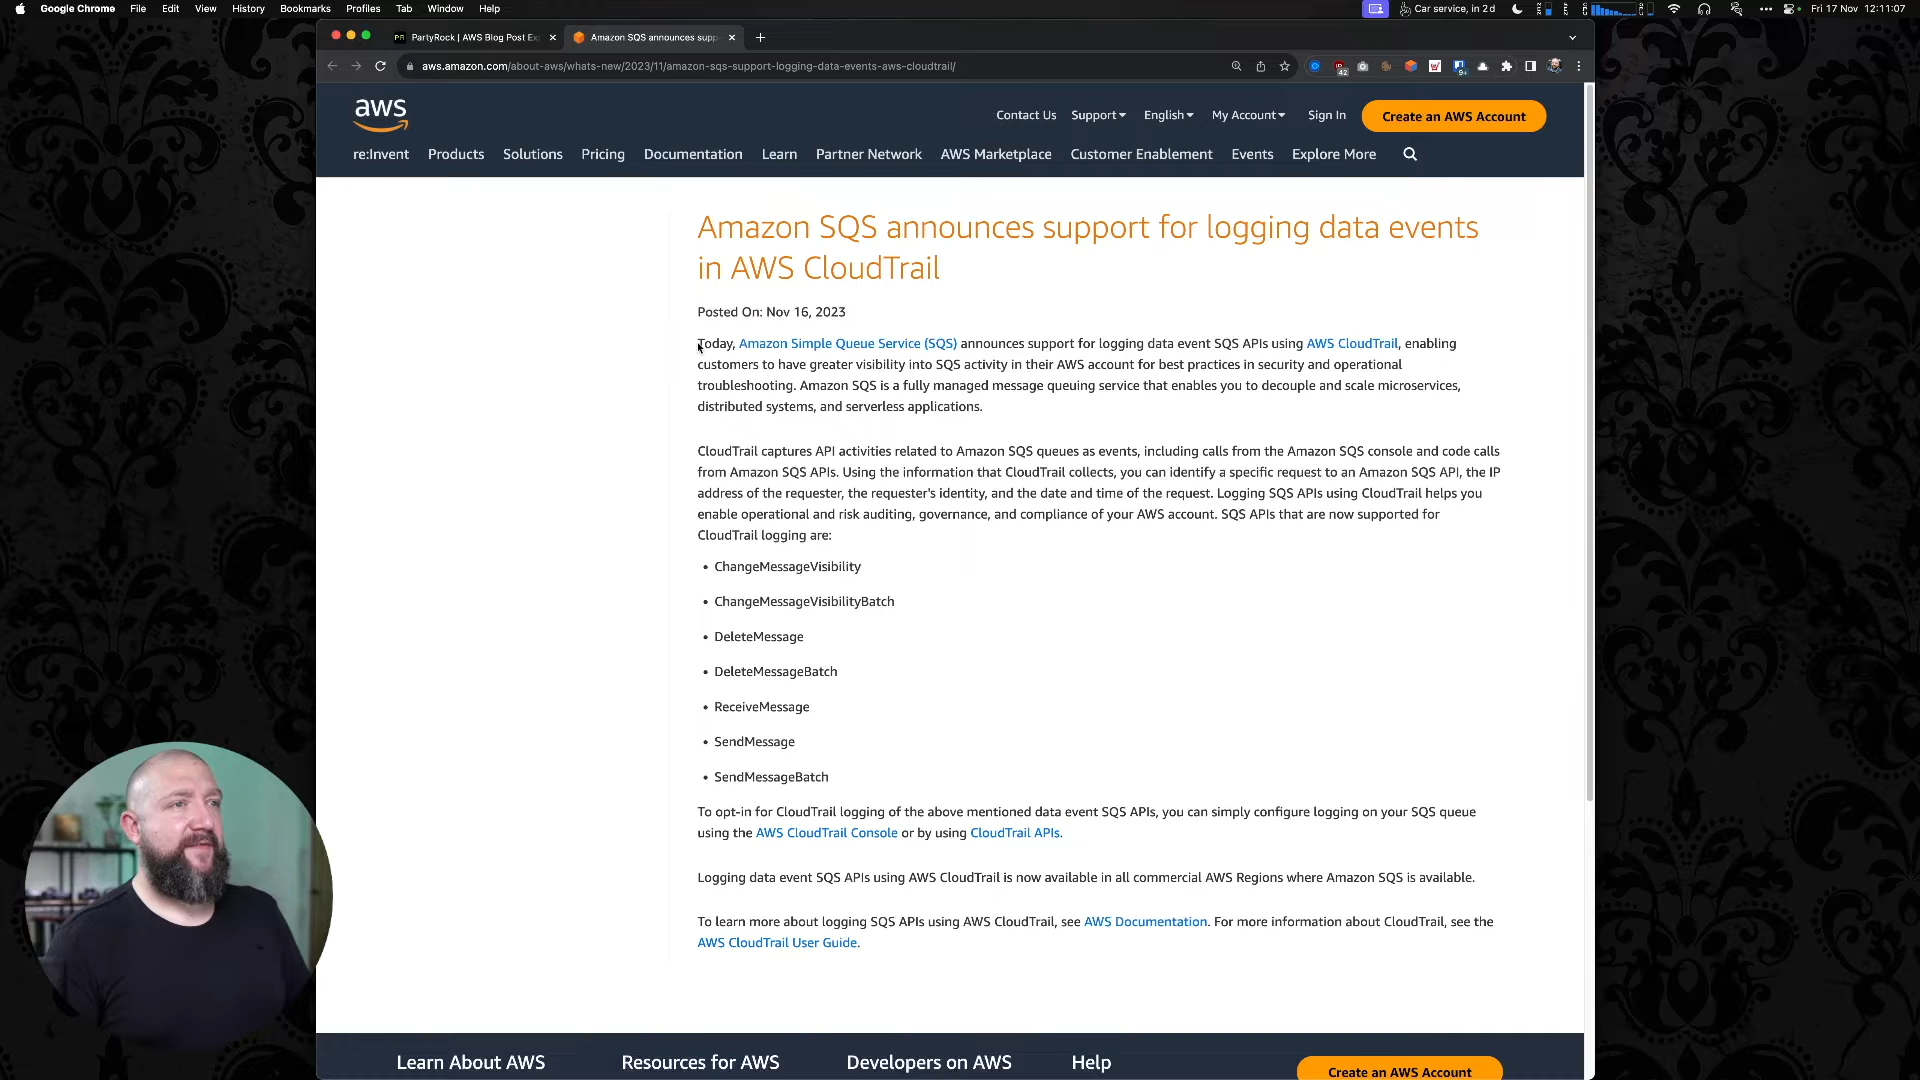 Google Chrome File Edit View History Bookmarks Profiles Tab Window Help
Car service, in 2 d
Fri 17 Nov 12:11:07
PartyRock | AWS Blog Post Ex
Amazon SQS announces supp
aws.amazon.com/about-aws/whats-new/2023/11/amazon-sqs-support-logging-data-events-aws-cloudtrail/
42
9+
aws
Contact Us Support English My Account Sign In Create an AWS Account
re:Invent Products Solutions Pricing Documentation Learn Partner Network AWS Marketplace Customer Enablement Events Explore More
Amazon SQS announces support for logging data events
in AWS CloudTrail
Posted On: Nov 16, 2023
Today, Amazon Simple Queue Service (SQS) announces support for logging data event SQS APIs using AWS CloudTrail, enabling
customers to have greater visibility into SQS activity in their AWS account for best practices in security and operational
troubleshooting. Amazon SQS is a fully managed message queuing service that enables you to decouple and scale microservices,
distributed systems, and serverless applications.
CloudTrail captures API activities related to Amazon SQS queues as events, including calls from the Amazon SQS console and code calls
from Amazon SQS APIs. Using the information that CloudTrail collects, you can identify a specific request to an Amazon SQS API, the IP
address of the requester, the requester's identity, and the date and time of the request. Logging SQS APIs using CloudTrail helps you
enable operational and risk auditing, governance, and compliance of your AWS account. SQS APIs that are now supported for
CloudTrail logging are:
• ChangeMessageVisibility
• ChangeMessageVisibilityBatch
• DeleteMessage
• DeleteMessageBatch
• ReceiveMessage
• SendMessage
• SendMessageBatch
To opt-in for CloudTrail logging of the above mentioned data event SQS APIs, you can simply configure logging on your SQS queue
using the AWS CloudTrail Console or by using CloudTrail APIs.
Logging data event SQS APIs using AWS CloudTrail is now available in all commercial AWS Regions where Amazon SQS is available.
To learn more about logging SQS APIs using AWS CloudTrail, see AWS Documentation. For more information about CloudTrail, see the
AWS CloudTrail User Guide.
Learn About AWS Resources for AWS Developers on AWS Help
Create an AWS Account